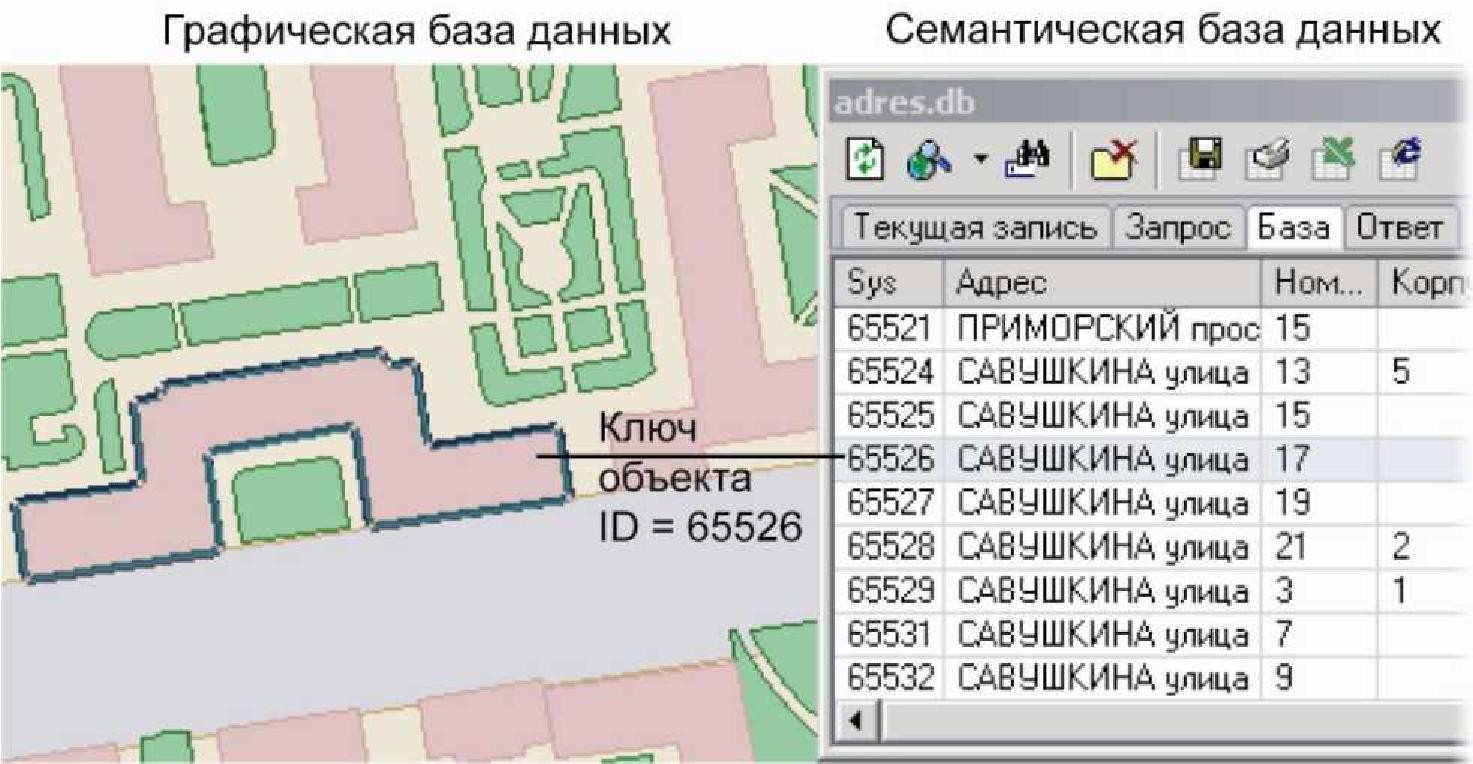 Графическая база данных
Семантическая база данных
adres.db
Текущая запись Запрос База Ответ
Sys Адрес Ном... Корпу
65521 ПРИМОРСКИЙ прос 15
65524 САВУШКИНА улица 13 5
65525 САВУШКИНА улица 15
65526 САВУШКИНА улица 17
65527 САВУШКИНА улица 19
65528 САВУШКИНА улица 21 2
65529 САВУШКИНА улица 3 1
65531 САВУШКИНА улица 7
65532 САВУШКИНА улица 9
Ключ
объекта
ID = 65526